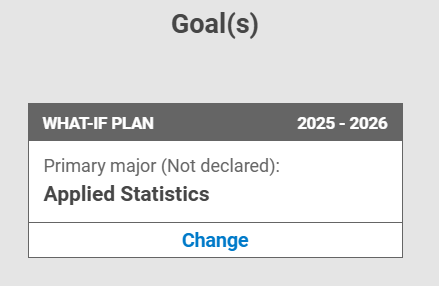 Goal(s)
WHAT-IF PLAN 2025 - 2026
Primary major (Not declared):
Applied Statistics
Change